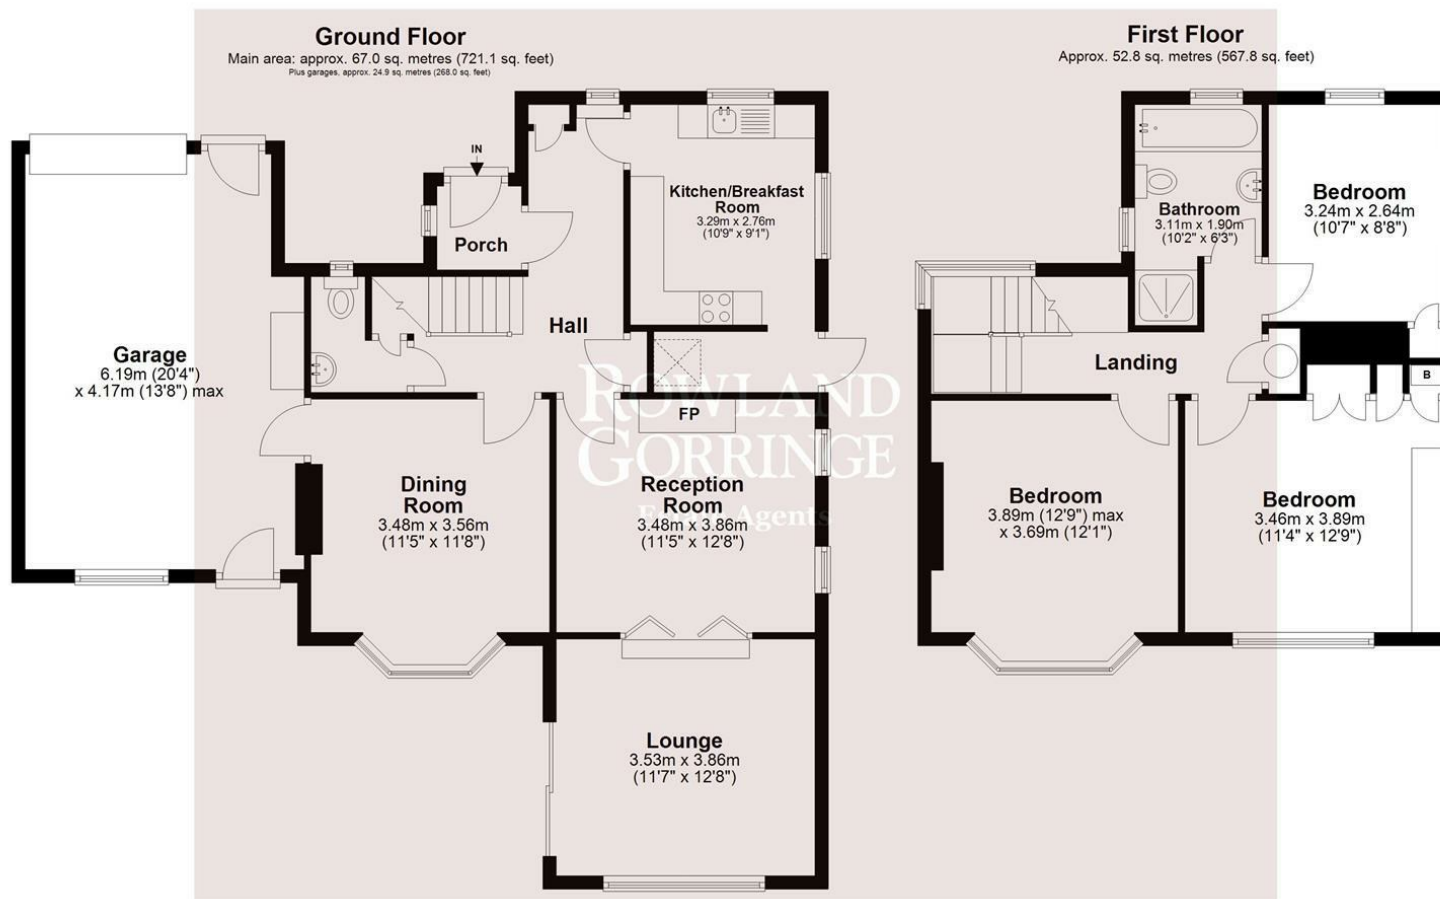 Ground Floor
Main area: approx. 67.0 sq. metres (721.1 sq. feet)
Plus garages, approx. 24.9 sq. metres (268.0 sq. feet)
IN
Porch
Kitchen/Breakfast
Room
3.29m x 2.76m
(10'9" x 9'1")
Hall
Garage
6.19m (20'4")
x 4.17m (13'8") max
FP
Dining
Room
3.48m x 3.56m
(11'5" x 11'8")
Reception
Room
3.48m x 3.86m
(11'5" x 12'8")
Lounge
3.53m x 3.86m
(11'7" x 12'8")
ROWLAND
GORRINGE
Estate Agents
First Floor
Approx. 52.8 sq. metres (567.8 sq. feet)
Bathroom
3.11m x 1.90m
(10'2" x 6'3")
Bedroom
3.24m x 2.64m
(10'7" x 8'8")
Landing
B
Bedroom
3.89m (12'9") max
x 3.69m (12'1")
Bedroom
3.46m x 3.89m
(11'4" x 12'9")